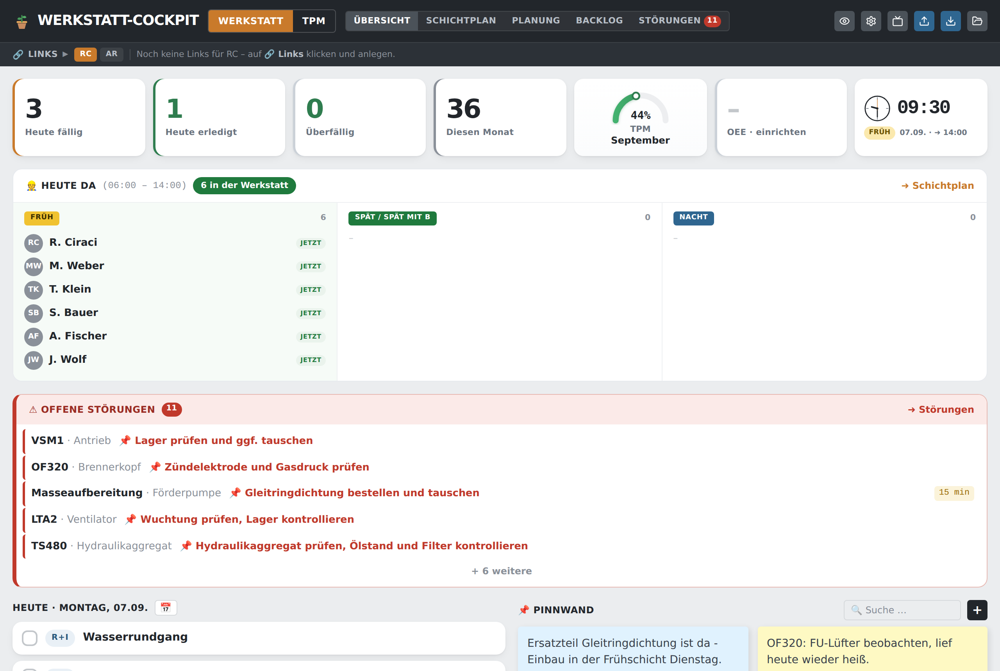 WERKSTATT-COCKPIT WERKSTATT TPM ÜBERSICHT SCHICHTPLAN PLANUNG BACKLOG STÖRUNGEN 11
🔗 LINKS ▶ RC AR Noch keine Links für RC – auf 🔗 Links klicken und anlegen.
3
Heute fällig
1
Heute erledigt
0
Überfällig
36
Diesen Monat
44%
TPM
September
–
OEE · einrichten
09:30
FRÜH 07.09. · → 14:00
👷 HEUTE DA (06:00 – 14:00) 6 in der Werkstatt → Schichtplan
FRÜH 6
RC R. Ciraci JETZT
MW M. Weber JETZT
TK T. Klein JETZT
SB S. Bauer JETZT
AF A. Fischer JETZT
JW J. Wolf JETZT
SPÄT / SPÄT MIT B 0
–
NACHT 0
–
⚠ OFFENE STÖRUNGEN 11 → Störungen
VSM1 · Antrieb 📌 Lager prüfen und ggf. tauschen
OF320 · Brennerkopf 📌 Zündelektrode und Gasdruck prüfen
Masseaufbereitung · Förderpumpe 📌 Gleitringdichtung bestellen und tauschen 15 min
LTA2 · Ventilator 📌 Wuchtung prüfen, Lager kontrollieren
TS480 · Hydraulikaggregat 📌 Hydraulikaggregat prüfen, Ölstand und Filter kontrollieren
+ 6 weitere
HEUTE · MONTAG, 07.09. 📅
R+I Wasserrundgang
📌 PINNWAND 🔍 Suche ... +
Ersatzteil Gleitringdichtung ist da -
Einbau in der Frühschicht Dienstag.
OF320: FU-Lüfter beobachten, lief
heute wieder heiß.